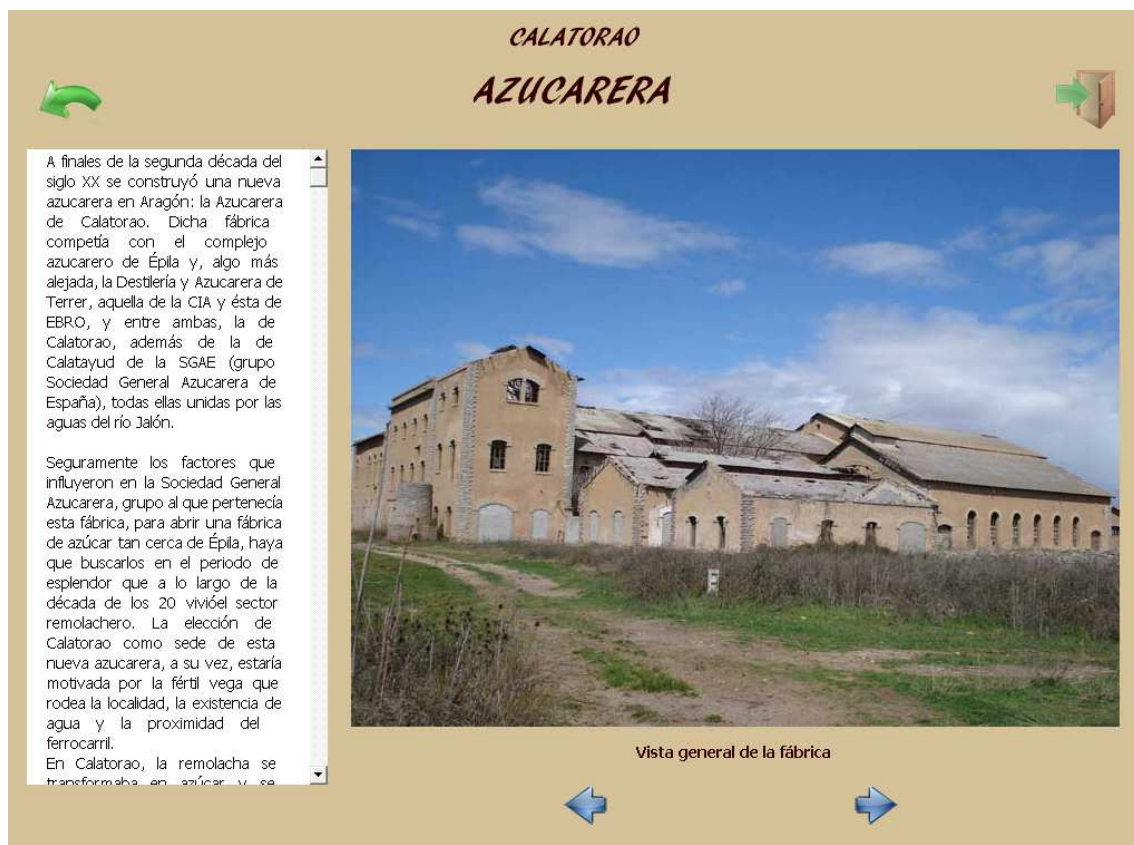 CALATORAO
AZUCARERA
A finales de la segunda década del
siglo XX se construyó una nueva
azucarera en Aragón: la Azucarera
de Calatorao. Dicha fábrica
competía con el complejo
azucarero de Épila y, algo más
alejada, la Destilería y Azucarera de
Terrer, aquella de la CIA y ésta de
EBRO, y entre ambas, la de
Calatorao, además de la de
Calatayud de la SGAE (grupo
Sociedad General Azucarera de
España), todas ellas unidas por las
aguas del río Jalón.
Seguramente los factores que
influyeron en la Sociedad General
Azucarera, grupo al que pertenecía
esta fábrica, para abrir una fábrica
de azúcar tan cerca de Épila, haya
que buscarlos en el periodo de
esplendor que a lo largo de la
década de los 20 vivióel sector
remolachero. La elección de
Calatorao como sede de esta
nueva azucarera, a su vez, estaría
motivada por la fértil vega que
rodea la localidad, la existencia de
agua y la proximidad del
ferrocarril.
En Calatorao, la remolacha se
transformaba en azúcar y se
Vista general de la fábrica